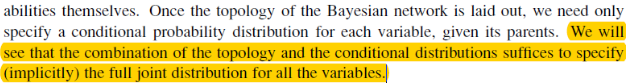 abilities themselves. Once the topology of the Bayesian network is laid out, we need only
specify a conditional probability distribution for each variable, given its parents. We will
see that the combination of the topology and the conditional distributions suffices to specify
(implicitly) the full joint distribution for all the variables.